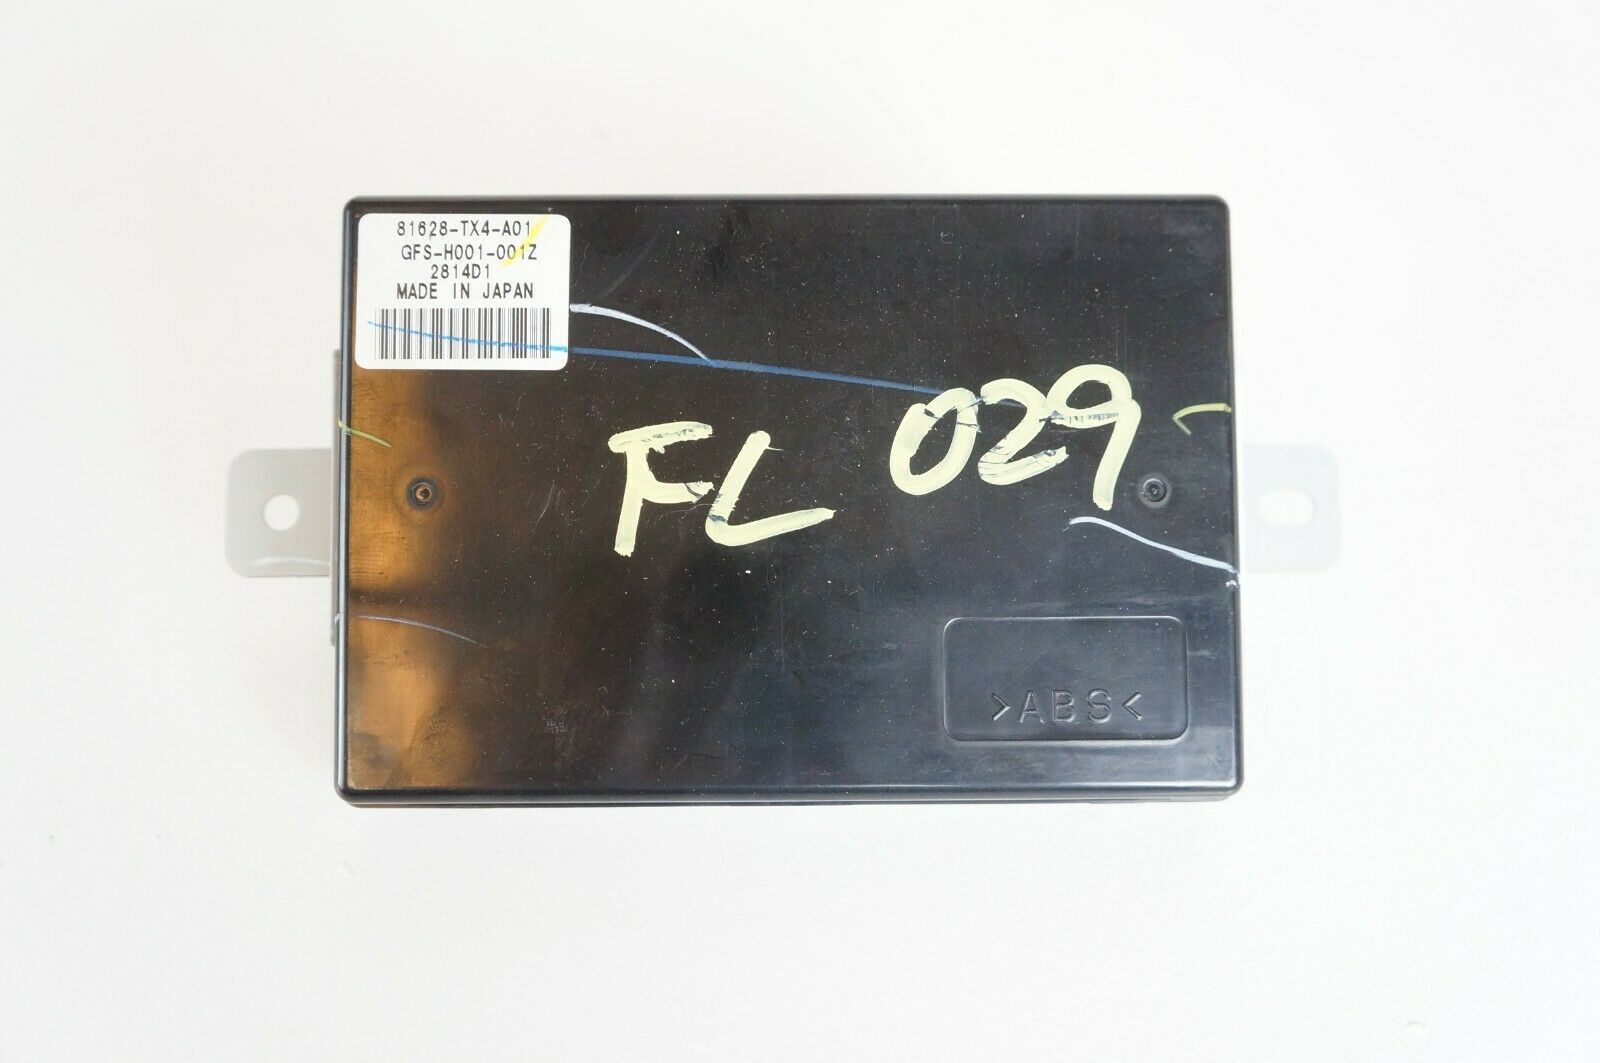 81628-TX4-A01
GFS-H001-001Z
2814D1
MADE IN JAPAN
FL 029
>ABS<